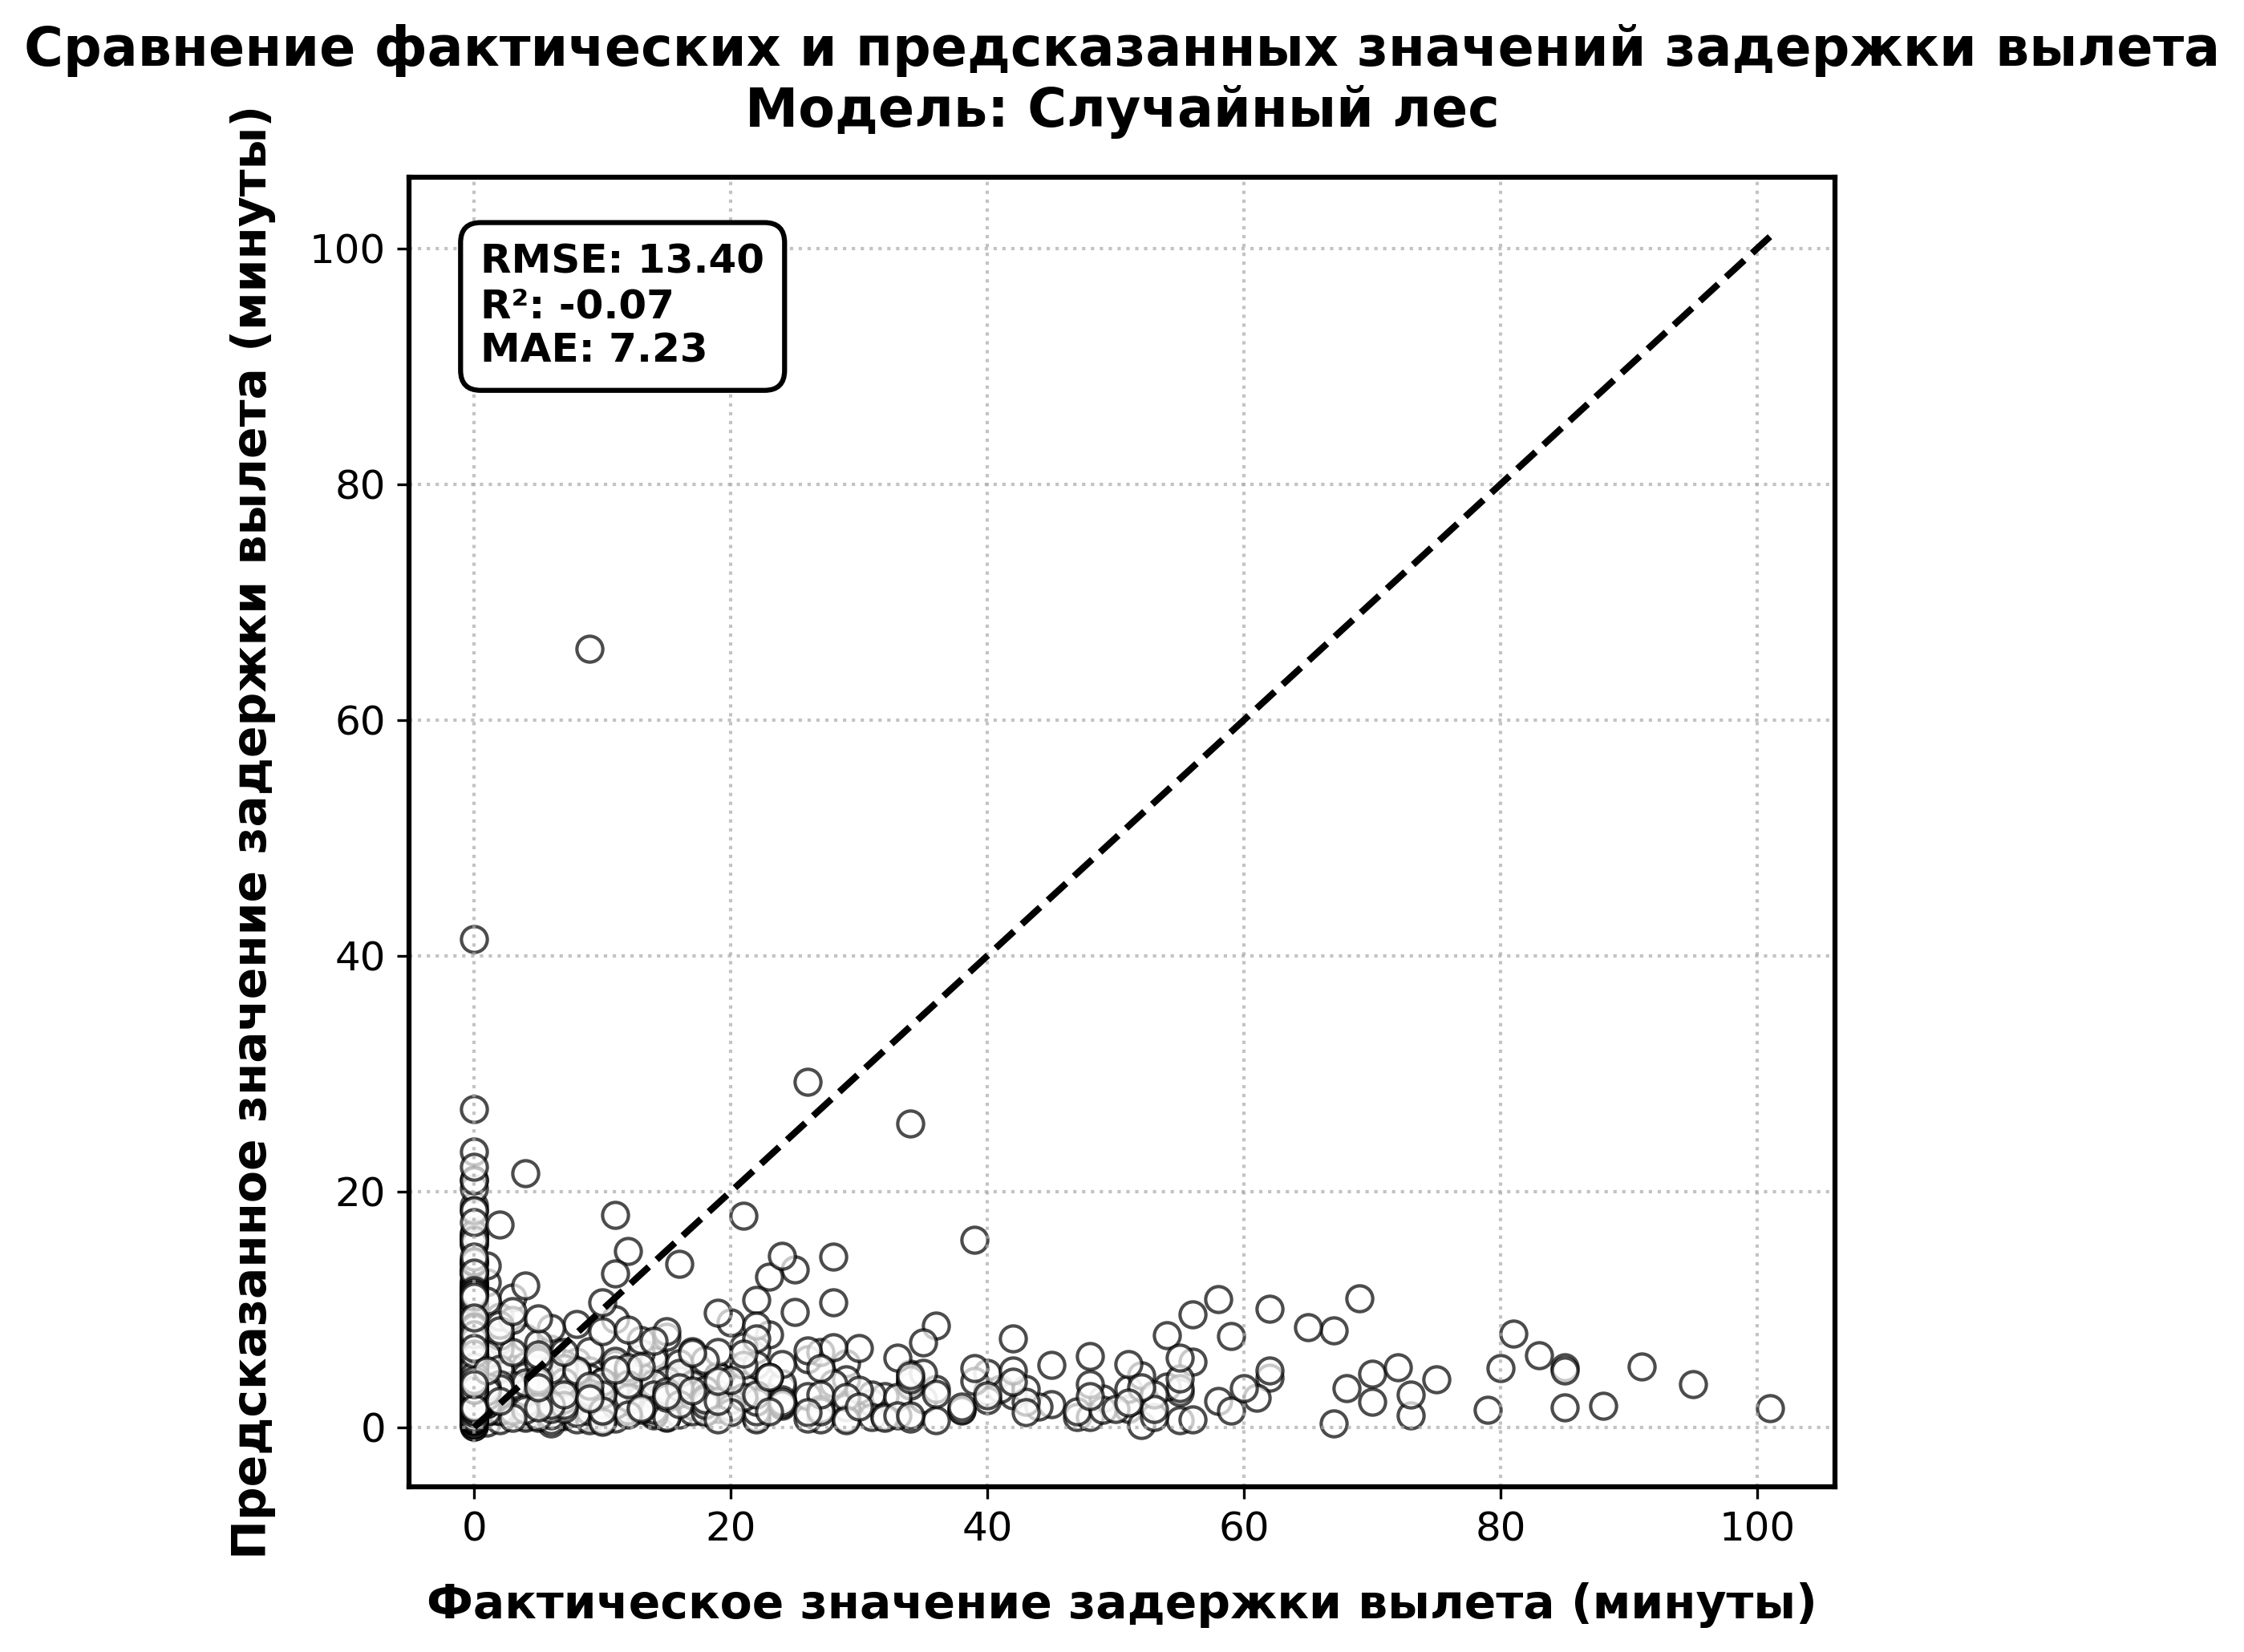 Сравнение фактических и предсказанных значений задержки вылета
Модель: Случайный лес
Предсказанное значение задержки вылета (минуты)
RMSE: 13.40
R²: -0.07
MAE: 7.23
100
80
60
40
20
0
0 20 40 60 80 100
Фактическое значение задержки вылета (минуты)